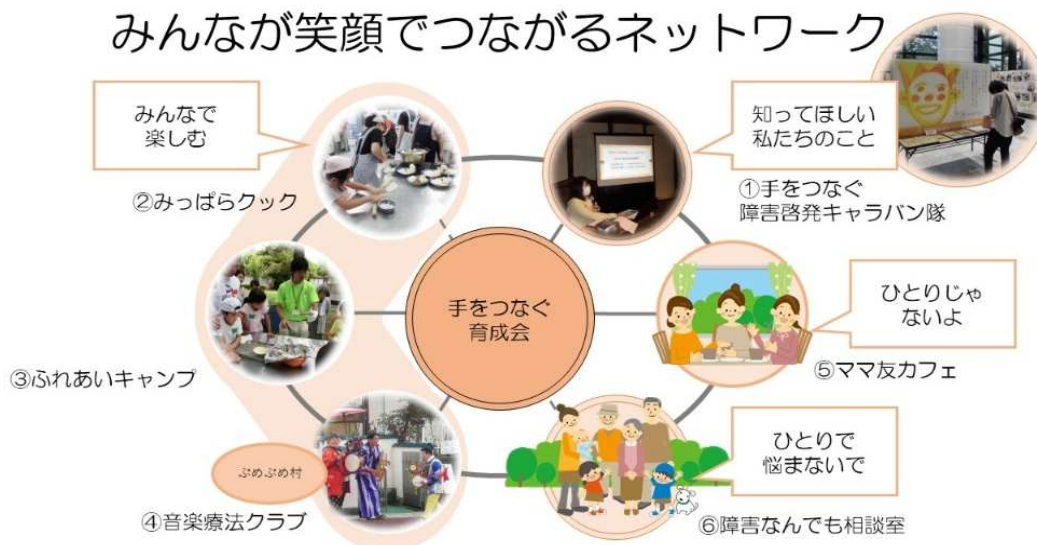 みんなが笑顔でつながるネットワーク
みんなで
楽しむ
②みっぱらクック
知ってほしい
私たちのこと
①手をつなぐ
障害啓発キャラバン隊
手をつなぐ
育成会
③ふれあいキャンプ
ひとりじゃ
ないよ
⑤ママ友カフェ
ぷめぷめ村
④音楽療法クラブ
ひとりで
悩まないで
⑥障害なんでも相談室